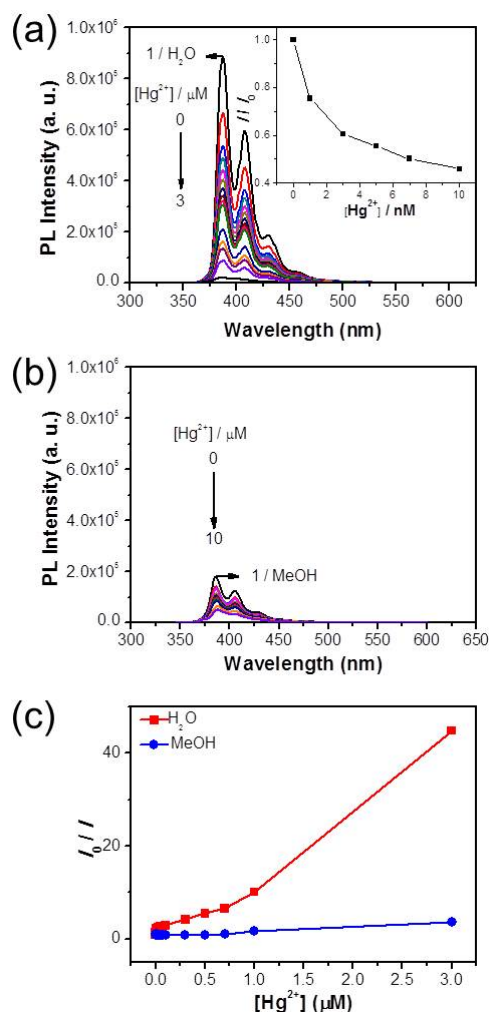 (a)
1 / H₂O
[Hg²⁺] / μM
0
3
PL Intensity (a. u.)
1.0x10⁶
8.0x10⁵
6.0x10⁵
4.0x10⁵
2.0x10⁵
0.0
300 350 400 450 500 550 600
Wavelength (nm)
I / I₀
1.0
0.8
0.6
0.4
0 2 4 6 8 10
[Hg²⁺] / nM
(b)
[Hg²⁺] / μM
0
10
1 / MeOH
PL Intensity (a. u.)
1.0x10⁶
8.0x10⁵
6.0x10⁵
4.0x10⁵
2.0x10⁵
0.0
300 350 400 450 500 550 600 650
Wavelength (nm)
(c)
H₂O
MeOH
I₀ / I
40
20
0
0.0 0.5 1.0 1.5 2.0 2.5 3.0
[Hg²⁺] (μM)